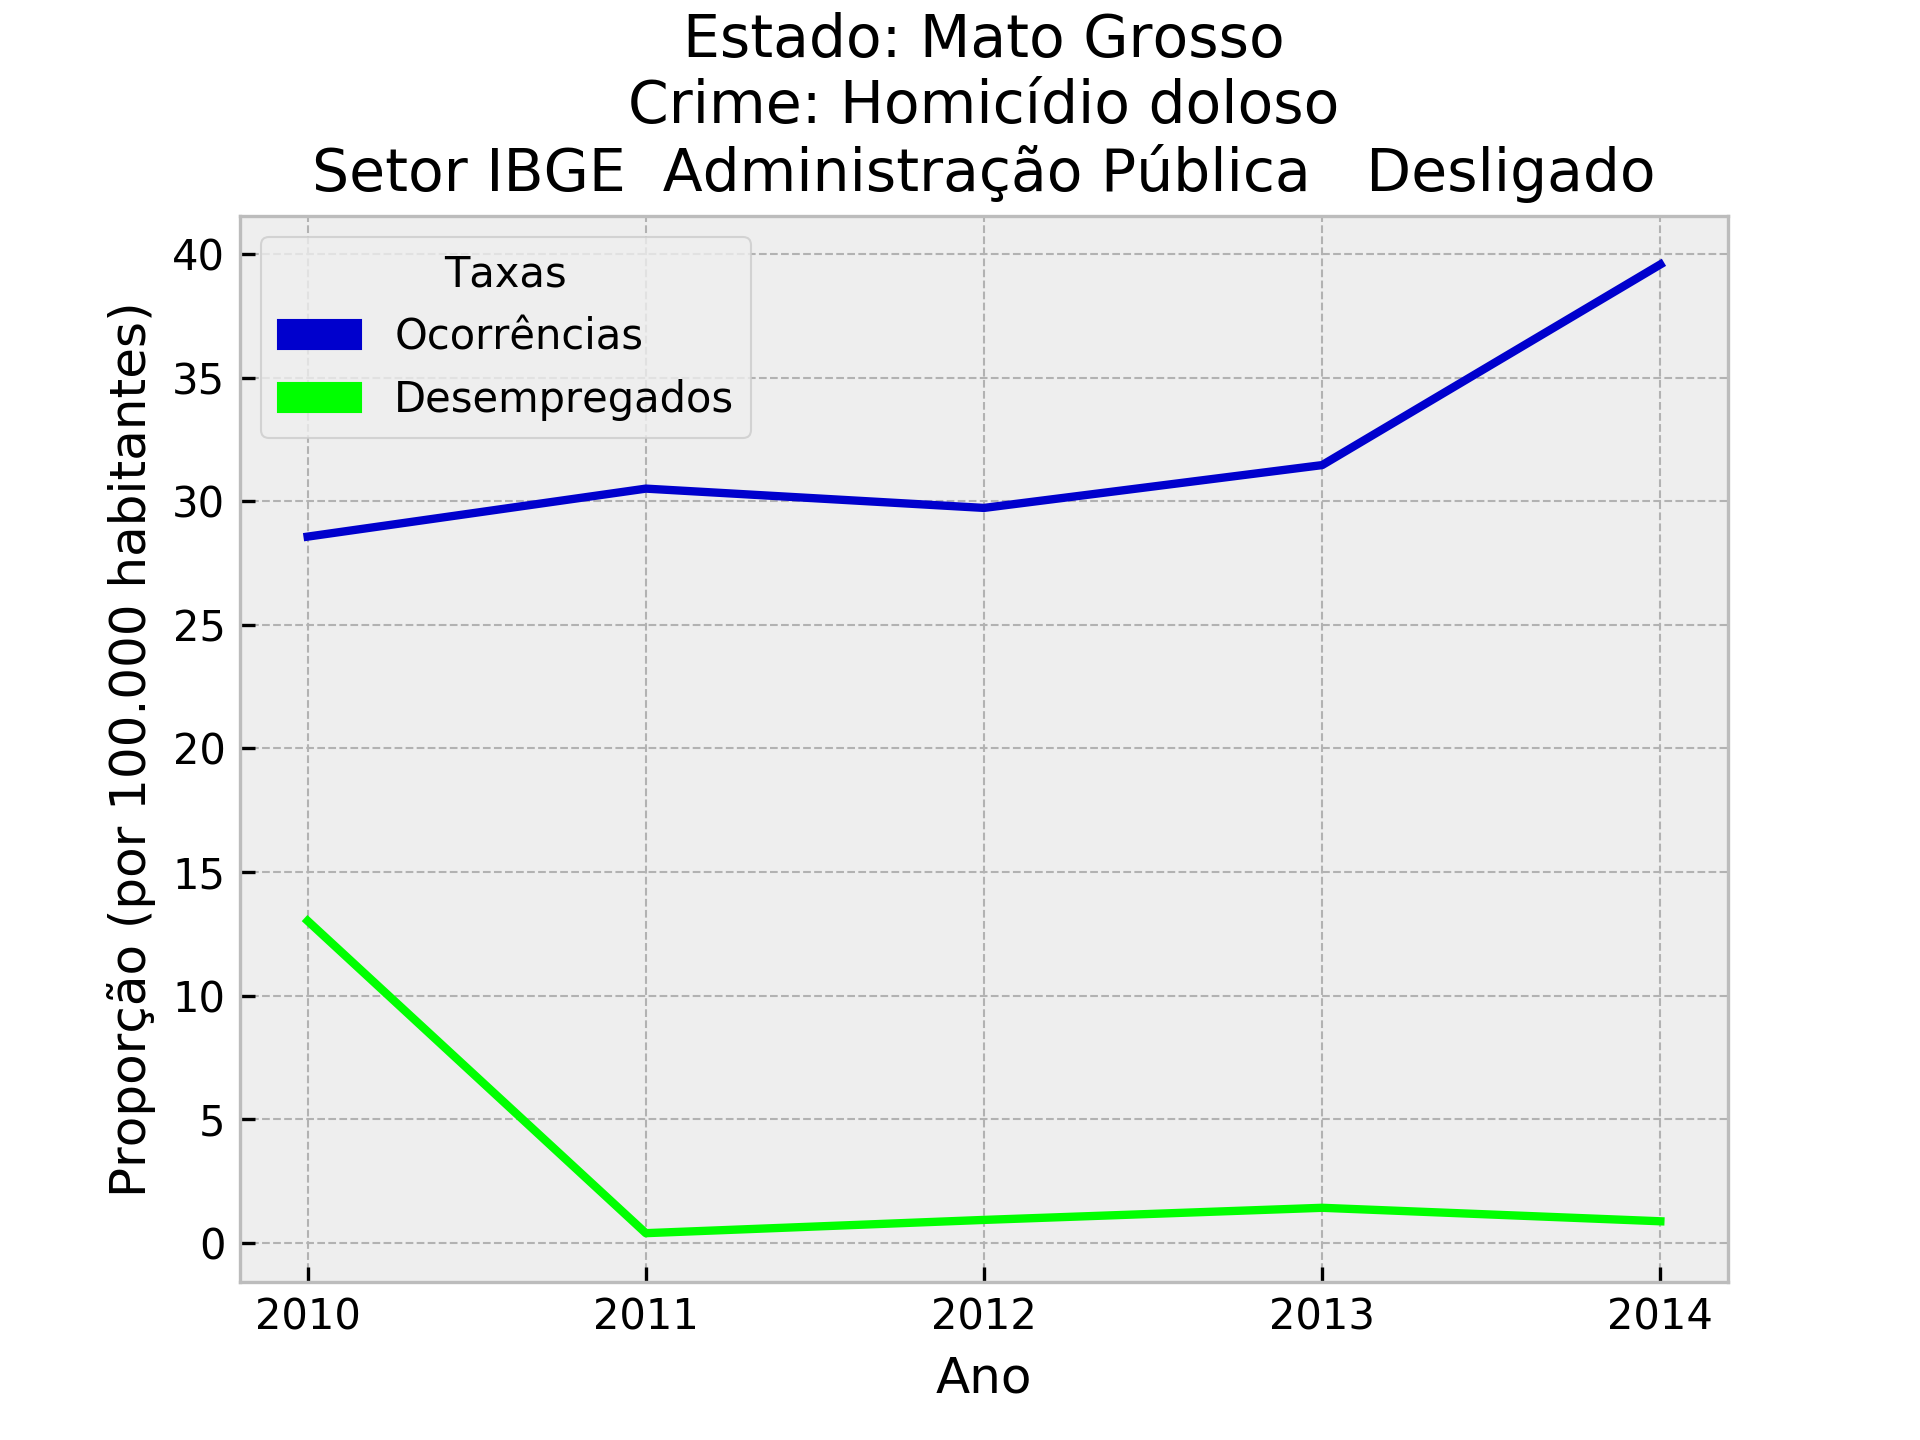 Estado: Mato Grosso
Crime: Homicídio doloso
Setor IBGE  Administração Pública   Desligado
Taxas
Ocorrências
Desempregados
Proporção (por 100.000 habitantes)
40
35
30
25
20
15
10
5
0
2010 2011 2012 2013 2014
Ano